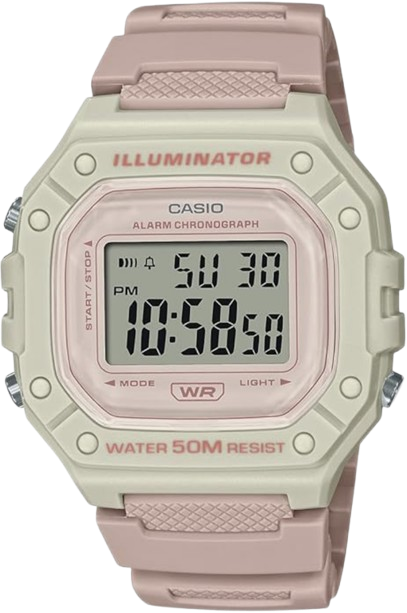 ILLUMINATOR
CASIO
ALARM CHRONOGRAPH
START/STOP ▶
SU 30
PM
10:58 50
◀ MODE WR LIGHT ▶
WATER 50M RESIST